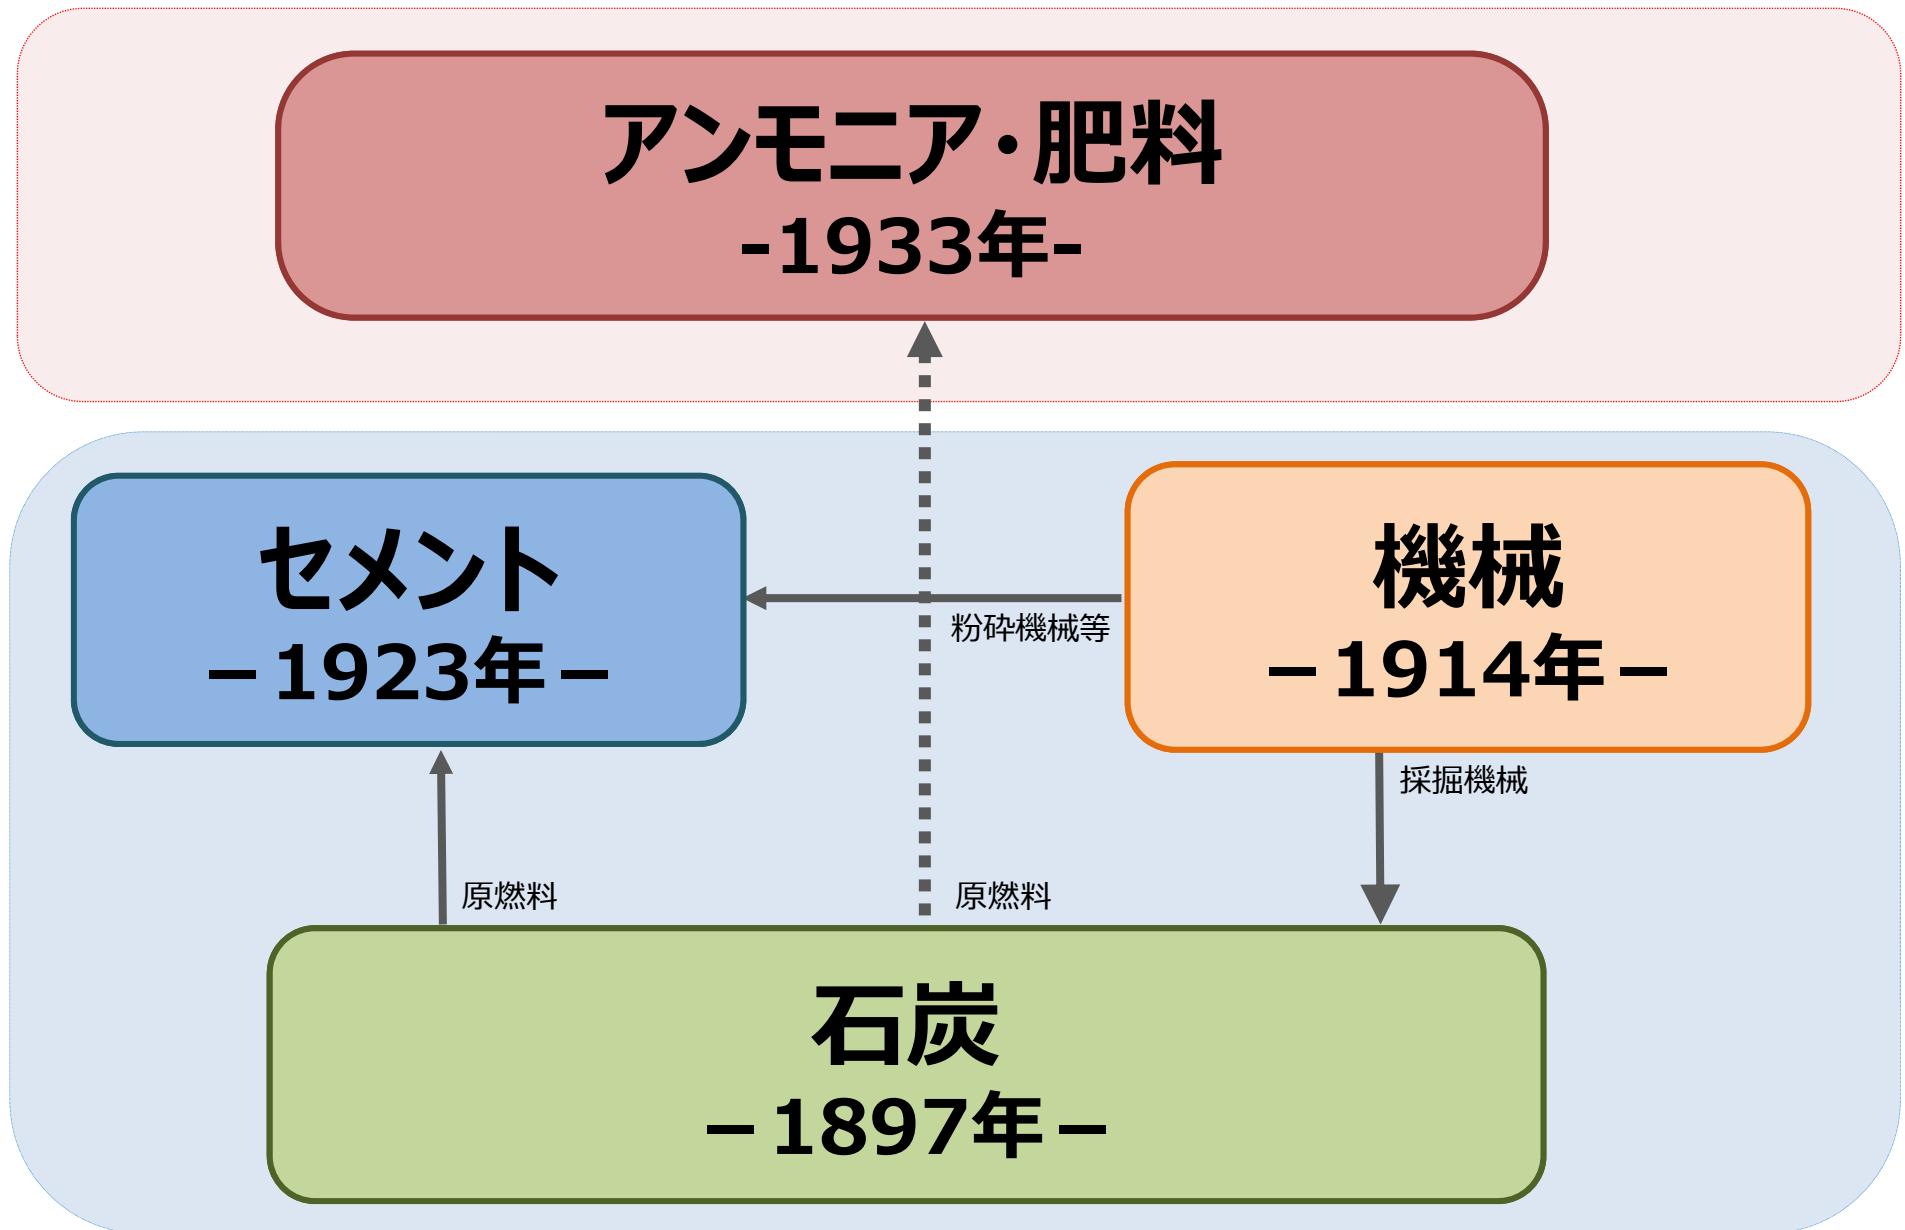 アンモニア・肥料
-1933年-
セメント
－1923年－
機械
－1914年－
粉砕機械等
採掘機械
原燃料
原燃料
石炭
－1897年－